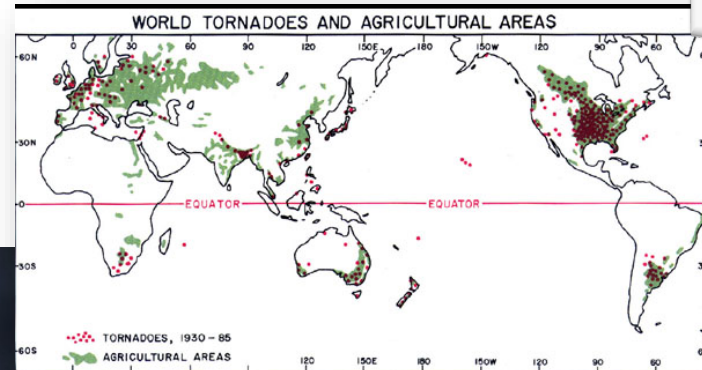 WORLD TORNADOES AND AGRICULTURAL AREAS
0 30 60 90 120 150E 180 150W 120 90 60
60N
30N
0
EQUATOR EQUATOR
30S 30S
TORNADOES, 1930-85
AGRICULTURAL AREAS
60S
120 150E 180 150W 120 90 60